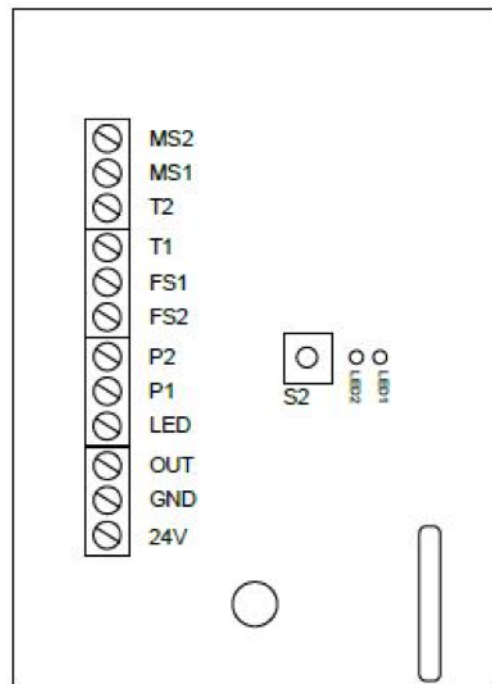 MS2
MS1
T2
T1
FS1
FS2
P2
P1
LED
OUT
GND
24V
S2
LED2
LED1